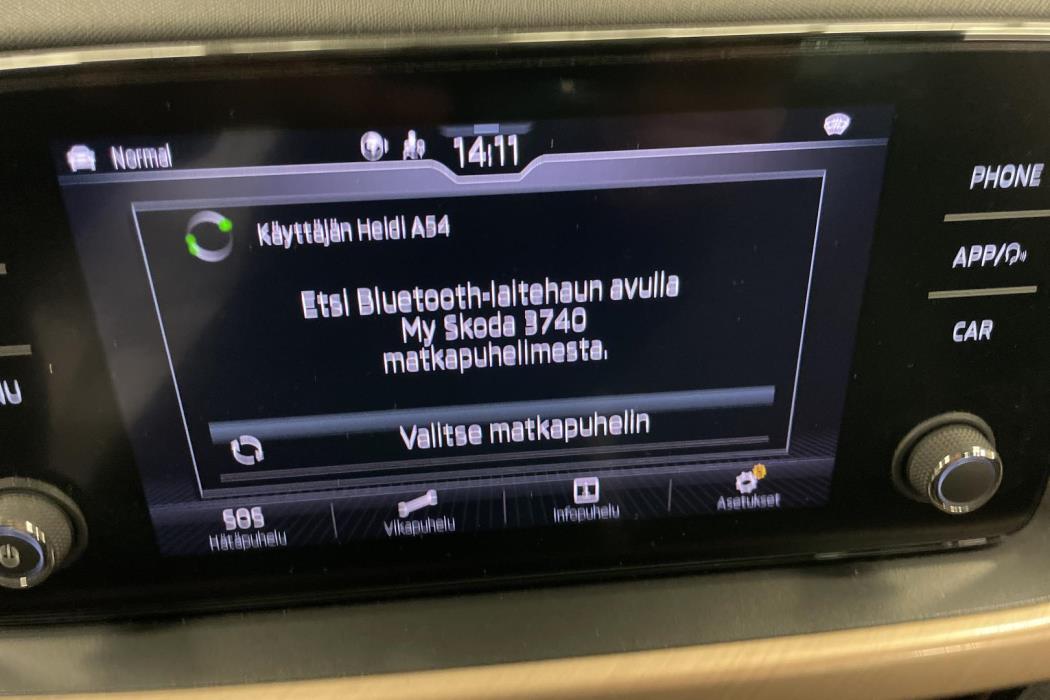 Normal
14:11
Käyttäjän Heidi A54
Etsi Bluetooth-laitehaun avulla
My Skoda 3740
matkapuhelimesta.
Valitse matkapuhelin
SOS
Hätäpuhelu
Vikapuhelu
Infopuhelu
Asetukset
PHONE
APP/
CAR
NU